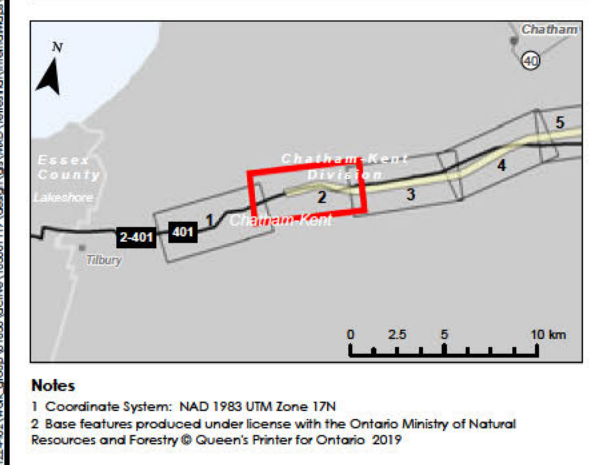 Chatham
N
40
5
Essex
County
Chatham-Kent
Division
4
Lakeshore
2
3
1
Chatham-Kent
2-401
401
Tilbury
0 2.5 5 10 km
Notes
1 Coordinate System: NAD 1983 UTM Zone 17N
2 Base features produced under license with the Ontario Ministry of Natural
Resources and Forestry © Queen's Printer for Ontario 2019